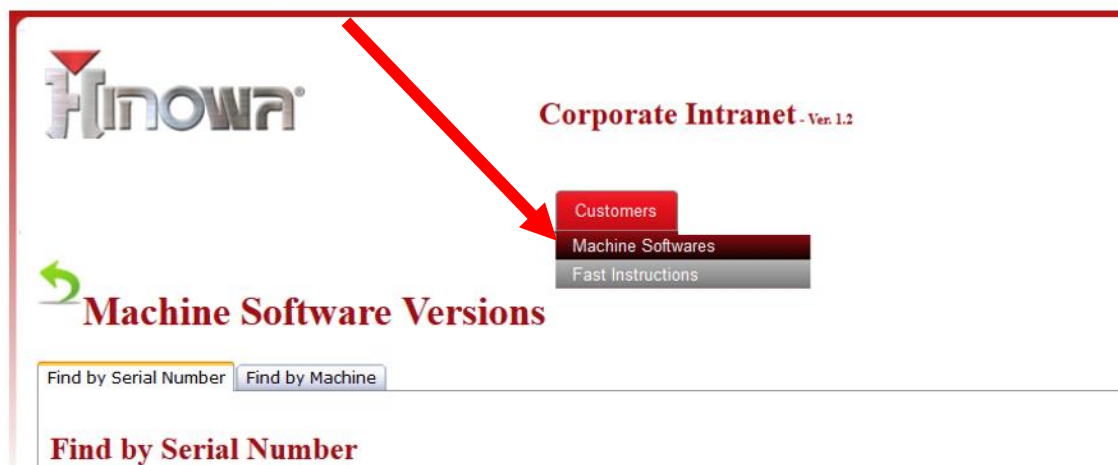 Hinowa®
Corporate Intranet - Ver. 1.2
Customers
Machine Softwares
Fast Instructions
Machine Software Versions
Find by Serial Number Find by Machine
Find by Serial Number